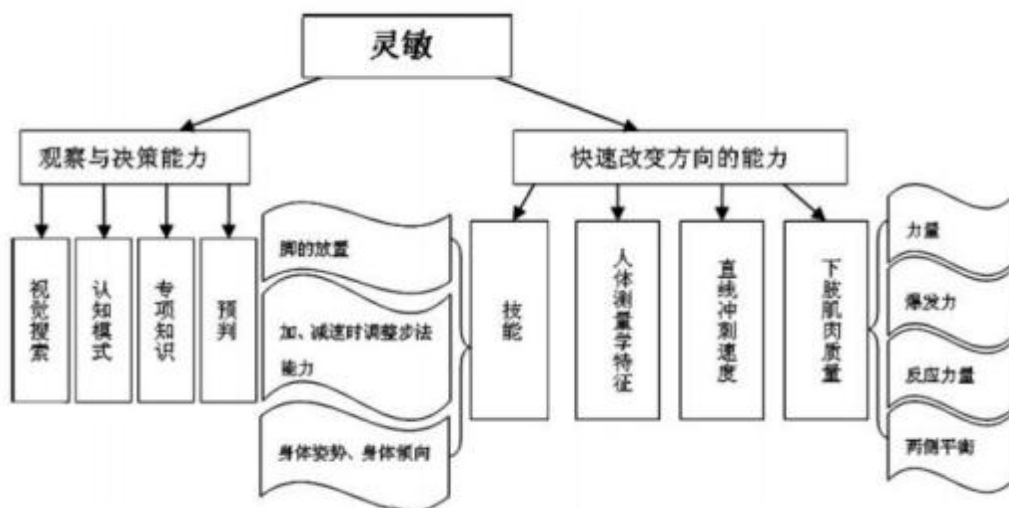 灵敏
观察与决策能力
快速改变方向的能力
视觉搜索
认知模式
专项知识
预判
脚的放置
加、减速时调整步法
能力
身体姿势、身体倾向
技能
人体测量学特征
直线冲刺速度
下肢肌肉质量
力量
爆发力
反应力量
两侧平衡